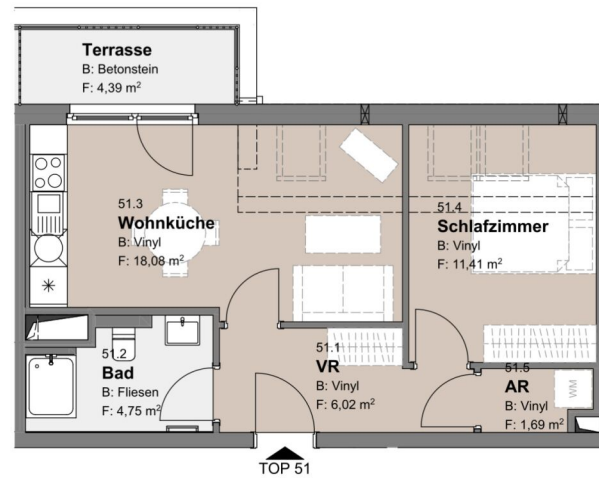 Terrasse
B: Betonstein
F: 4,39 m²
51.3
Wohnküche
B: Vinyl
F: 18,08 m²
51.4
Schlafzimmer
B: Vinyl
F: 11,41 m²
51.2
Bad
B: Fliesen
F: 4,75 m²
51.1
VR
B: Vinyl
F: 6,02 m²
51.5
AR
B: Vinyl
F: 1,69 m²
WM
TOP 51